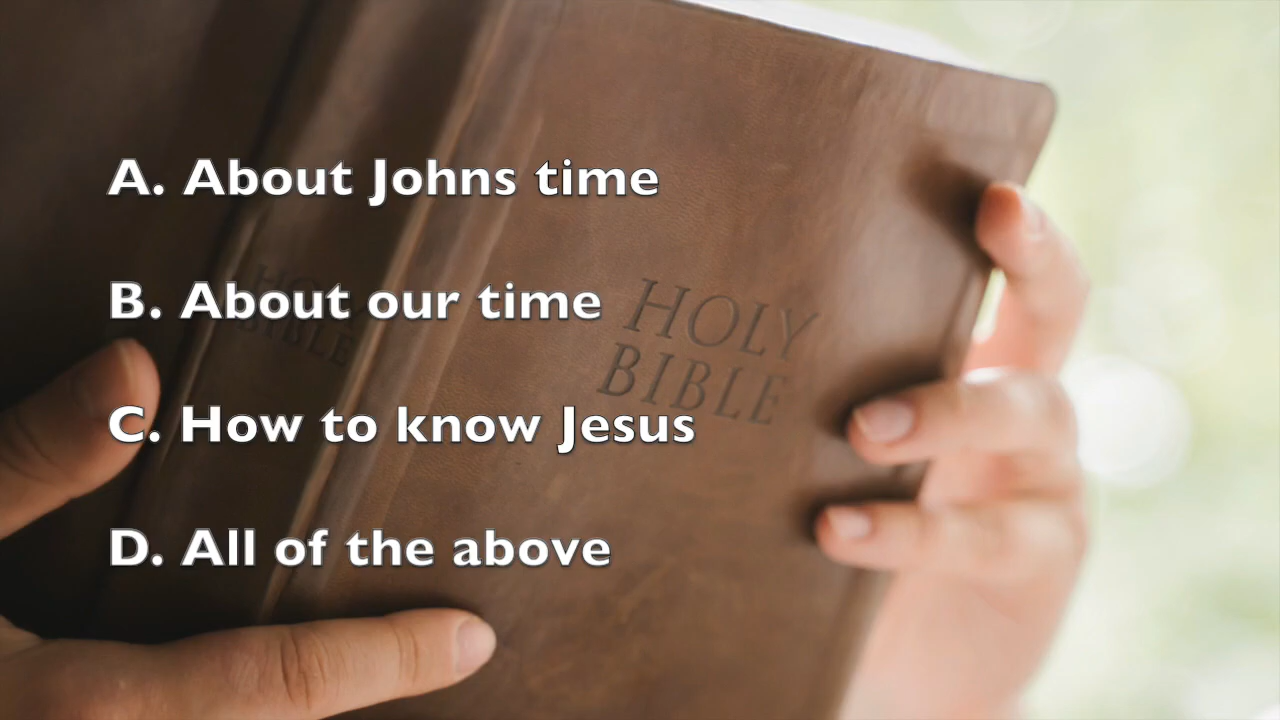 A. About Johns time
B. About our time
HOLY
BIBLE
C. How to know Jesus
D. All of the above